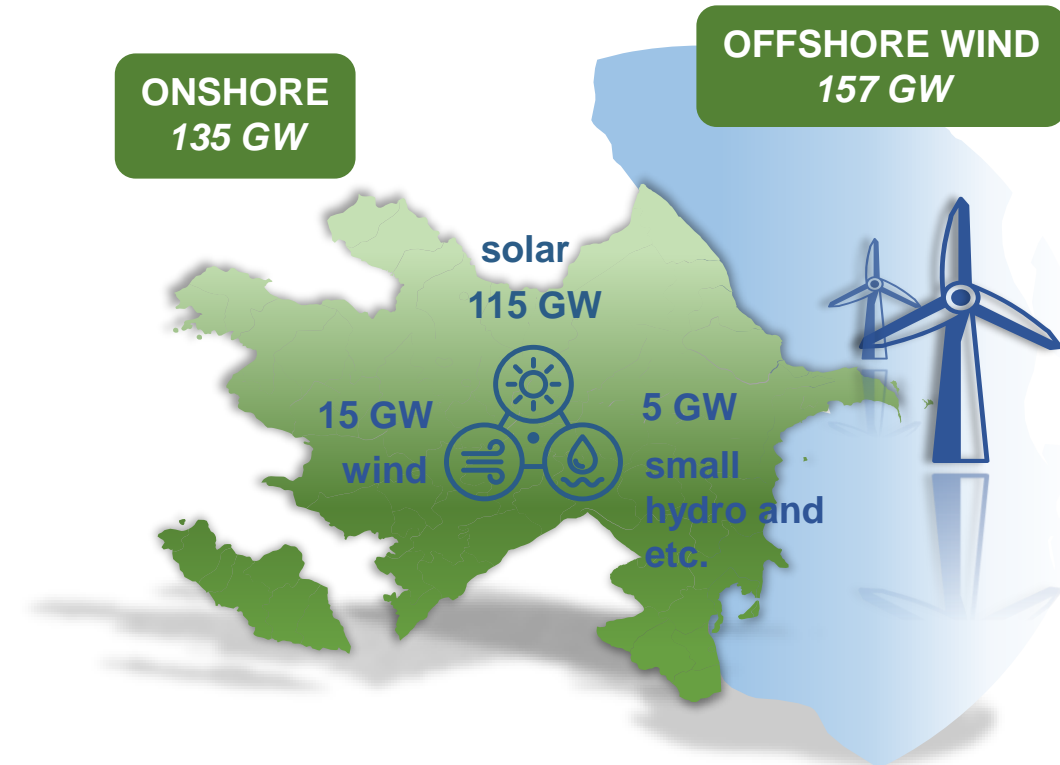 ONSHORE
135 GW
OFFSHORE WIND
157 GW
solar
115 GW
15 GW
wind
5 GW
small
hydro and
etc.